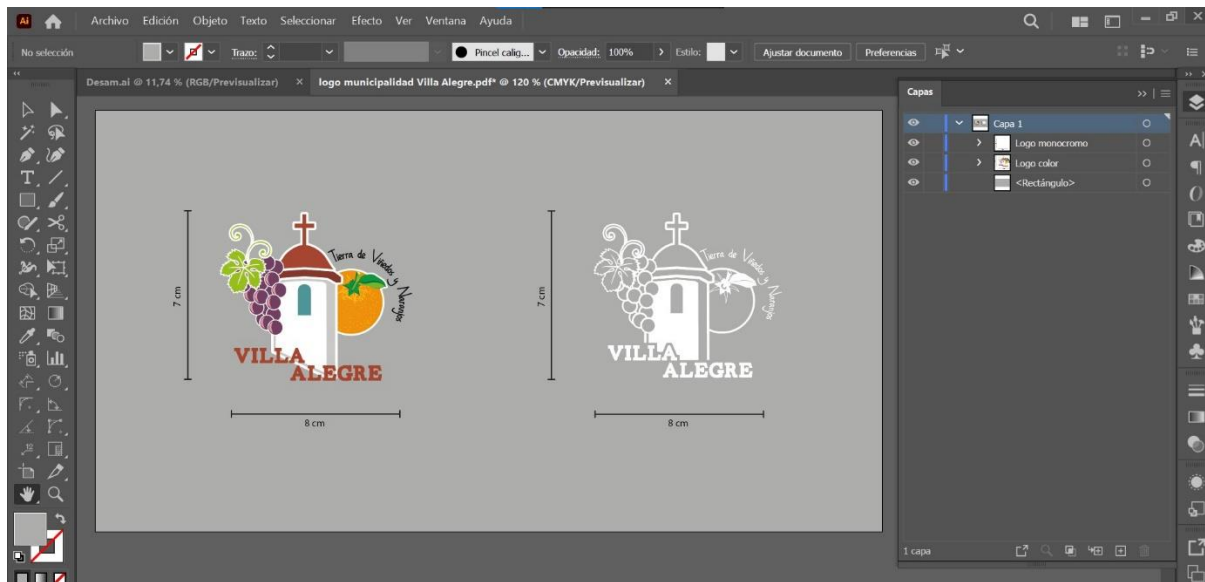 Ai Archivo Edición Objeto Texto Seleccionar Efecto Ver Ventana Ayuda
No selección Trazo: Pincel calig... Opacidad: 100% Estilo: Ajustar documento Preferencias
Desam.ai @ 11,74 % (RGB/Previsualizar) × logo municipalidad Villa Alegre.pdf* @ 120 % (CMYK/Previsualizar) ×
Capas
Capa 1
Logo monocromo
Logo color
<Rectángulo>
7 cm
Tierra de Viñedos y Naranjos
VILLA
ALEGRE
8 cm
7 cm
Tierra de Viñedos y Naranjos
VILLA
ALEGRE
8 cm
1 capa